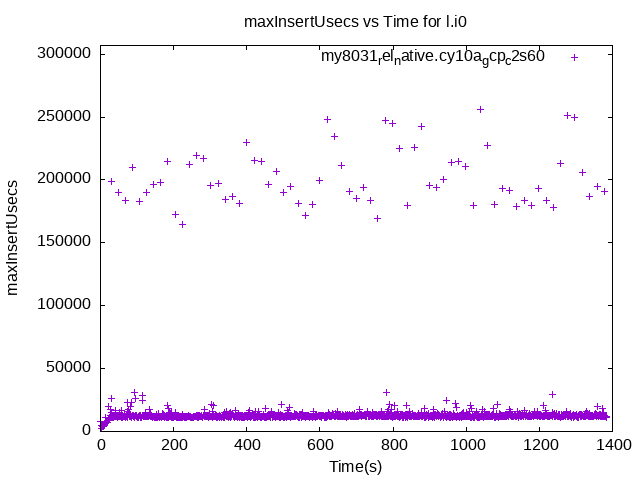 maxInsertUsecs vs Time for l.i0
my8031relnative.cy10agcpc2s60
300000
250000
200000
150000
100000
50000
0
maxInsertUsecs
0 200 400 600 800 1000 1200 1400
Time(s)